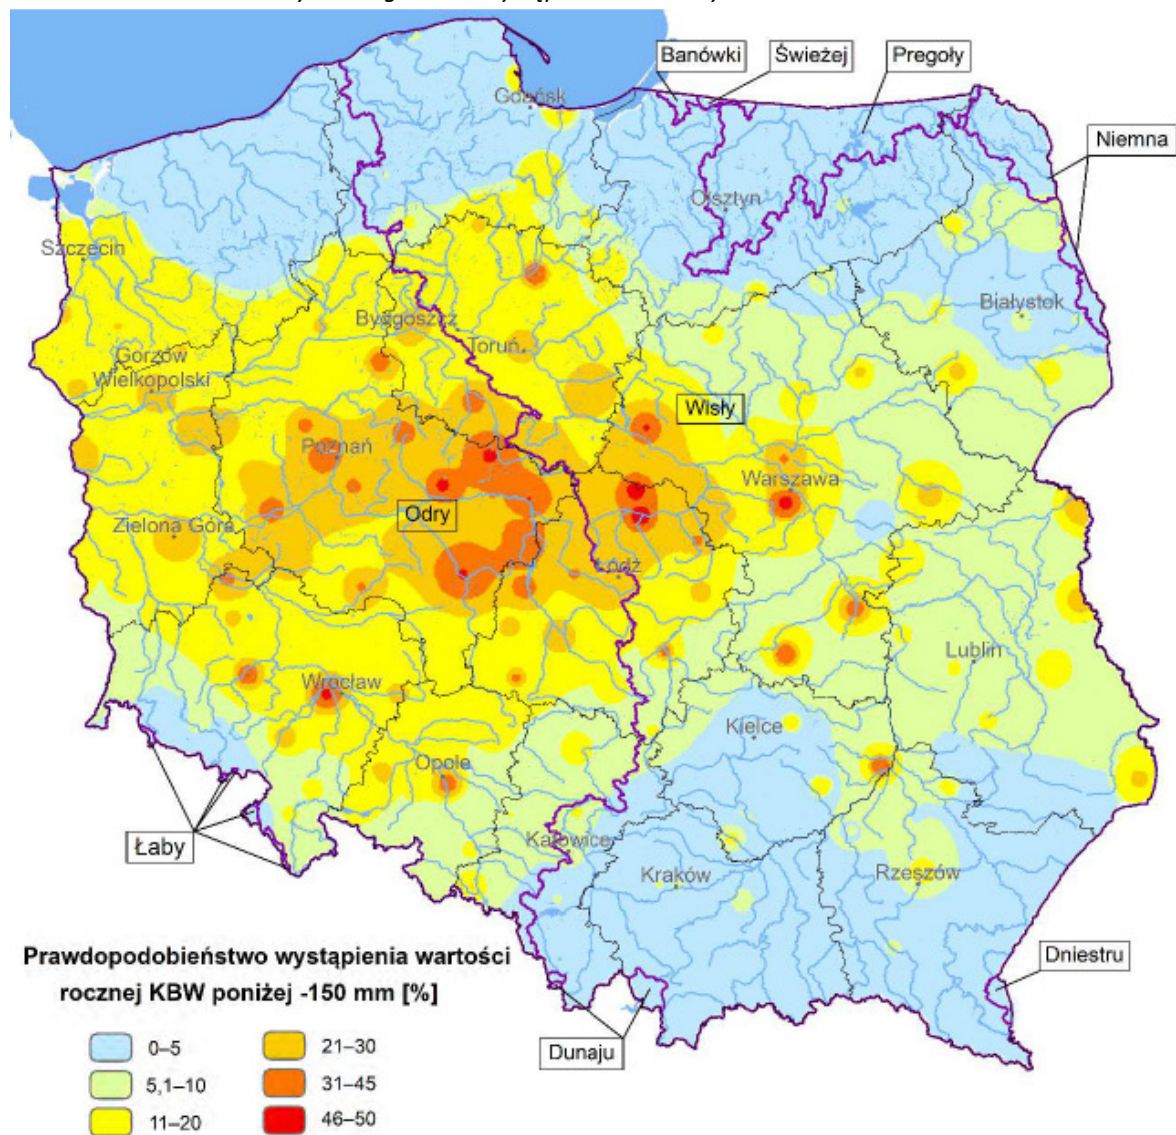 Banówki
Świeżej
Pregoły
Gdańsk
Niemna
Olsztyn
Szczecin
Białystok
Bydgoszcz
Toruń
Gorzów
Wielkopolski
Wisły
Poznań
Warszawa
Odry
Zielona Góra
Łódź
Lublin
Wrocław
Kielce
Opole
Łaby
Katowice
Kraków
Rzeszów
Prawdopodobieństwo wystąpienia wartości
rocznej KBW poniżej -150 mm [%]
Dniestru
Dunaju
0–5
21–30
5,1–10
31–45
11–20
46–50